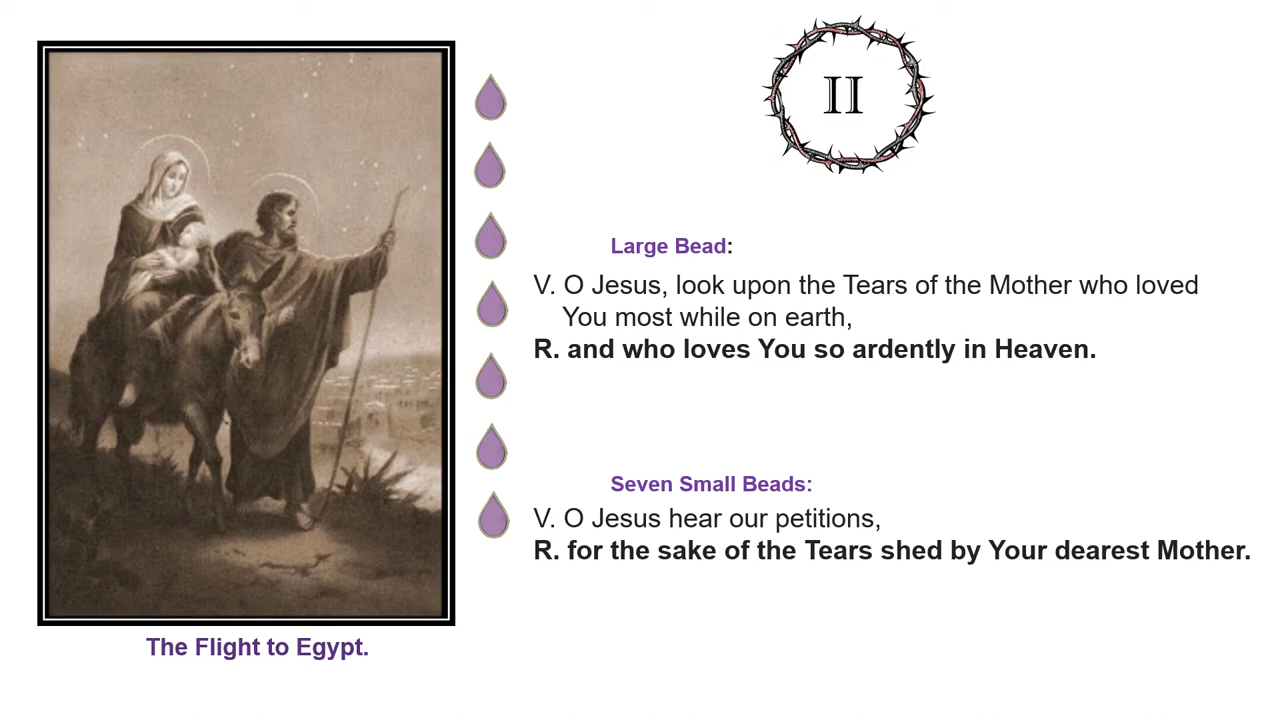 II
Large Bead:
V. O Jesus, look upon the Tears of the Mother who loved
You most while on earth,
R. and who loves You so ardently in Heaven.
Seven Small Beads:
V. O Jesus hear our petitions,
R. for the sake of the Tears shed by Your dearest Mother.
The Flight to Egypt.